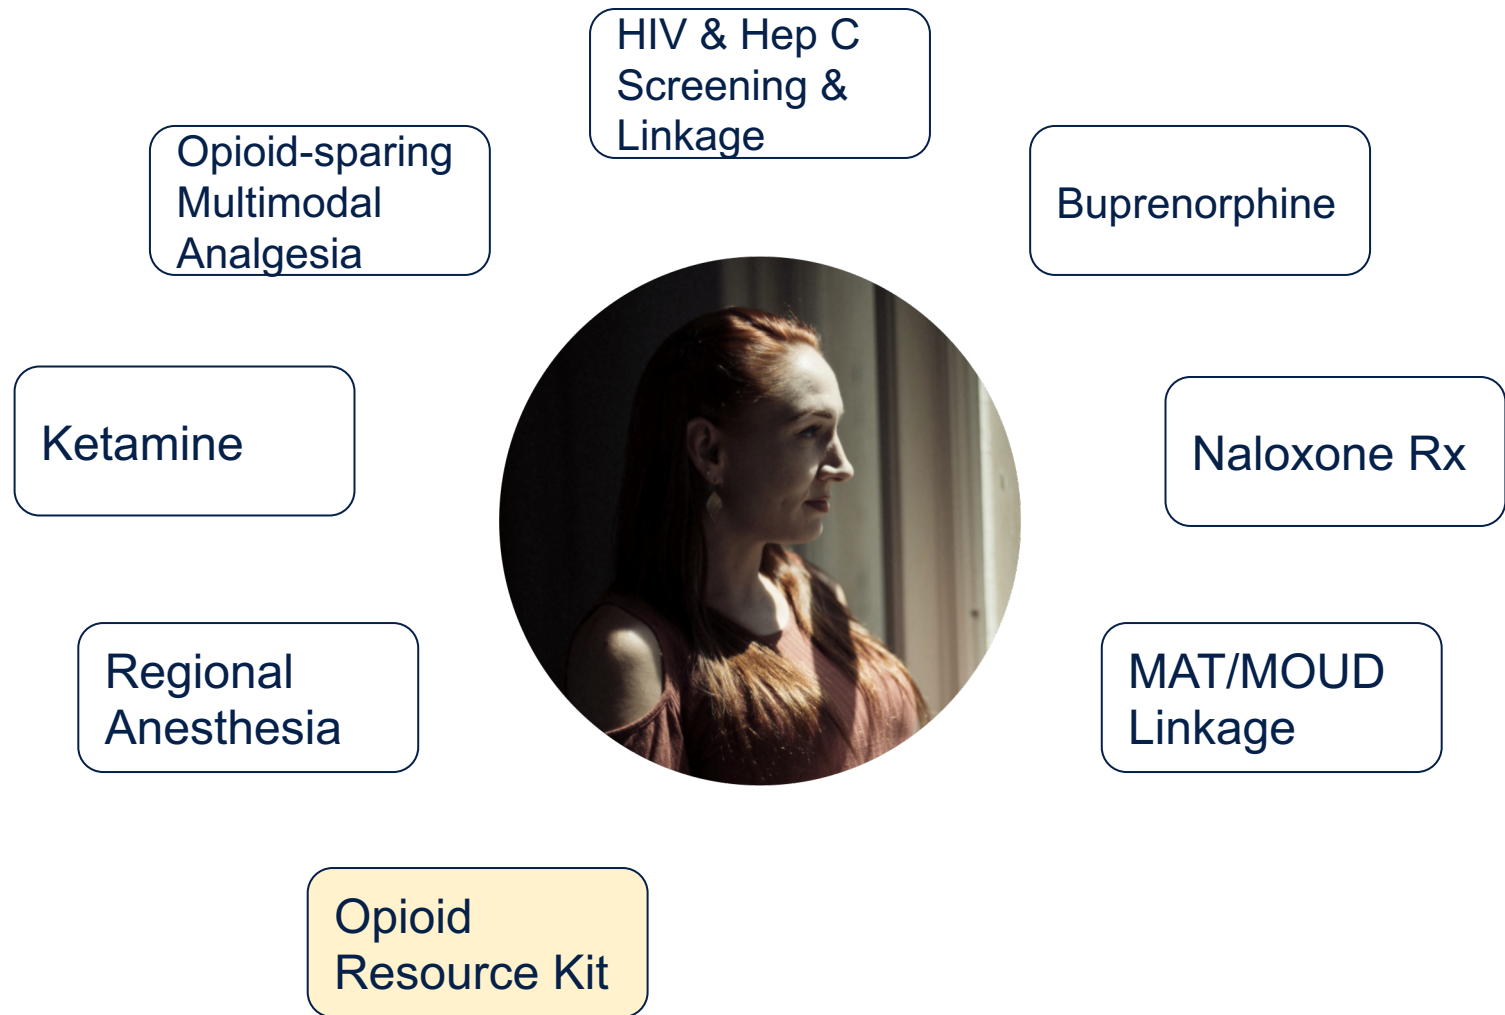 HIV & Hep C
Screening &
Linkage
Opioid-sparing
Multimodal
Analgesia
Buprenorphine
Ketamine
Naloxone Rx
Regional
Anesthesia
MAT/MOUD
Linkage
Opioid
Resource Kit